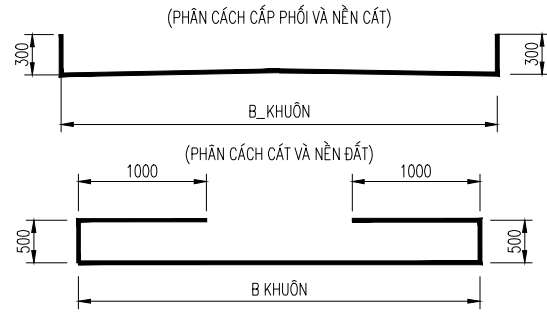 (PHÂN CÁCH CẤP PHỐI VÀ NỀN CÁT)
300
300
B_KHUÔN
(PHÂN CÁCH CÁT VÀ NỀN ĐẤT)
1000
1000
500
500
B KHUÔN